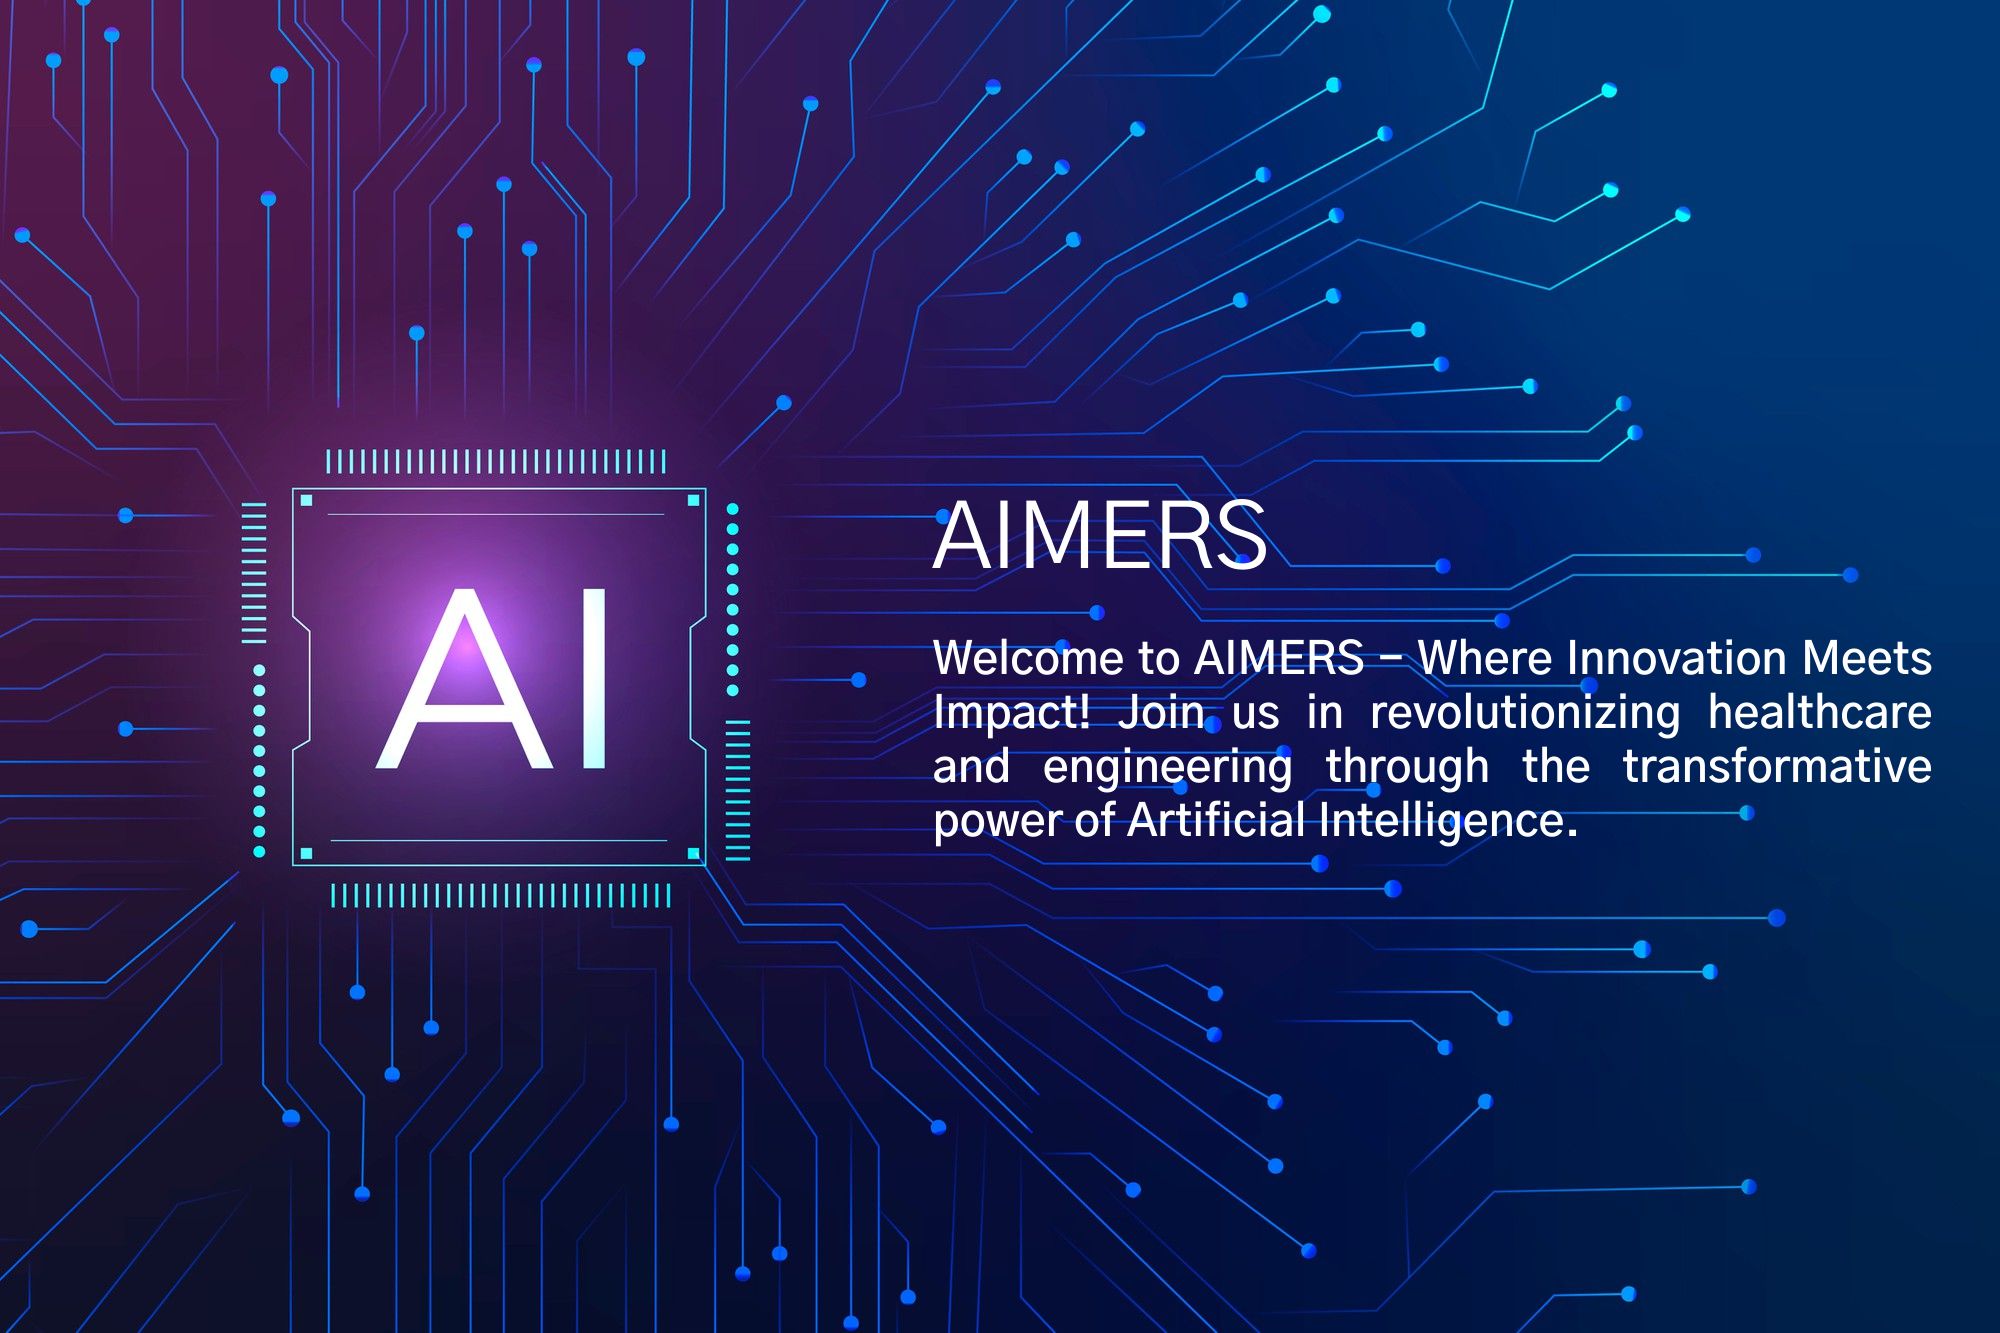 AI
AIMERS
Welcome to AIMERS – Where Innovation Meets
Impact! Join us in revolutionizing healthcare
and engineering through the transformative
power of Artificial Intelligence.